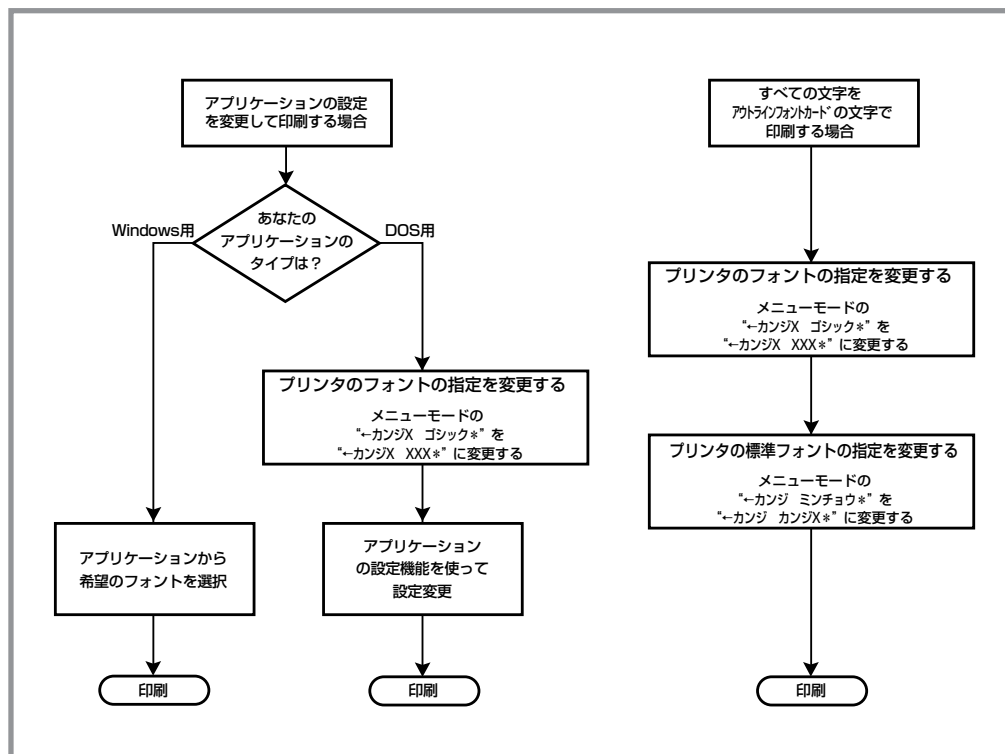 アプリケーションの設定
を変更して印刷する場合
あなたの
アプリケーションの
タイプは？
Windows用
DOS用
プリンタのフォントの指定を変更する
メニューモードの
“←カンジX　ゴシック＊”を
“←カンジX　XXX＊”に変更する
アプリケーションから
希望のフォントを選択
アプリケーション
の設定機能を使って
設定変更
印刷
印刷
すべての文字を
ｱｳﾄﾗｲﾝﾌｫﾝﾄｶｰﾄﾞの文字で
印刷する場合
プリンタのフォントの指定を変更する
メニューモードの
“←カンジX　ゴシック＊”を
“←カンジX　XXX＊”に変更する
プリンタの標準フォントの指定を変更する
メニューモードの
“←カンジ　ミンチョウ＊”を
“←カンジ　カンジX＊”に変更する
印刷